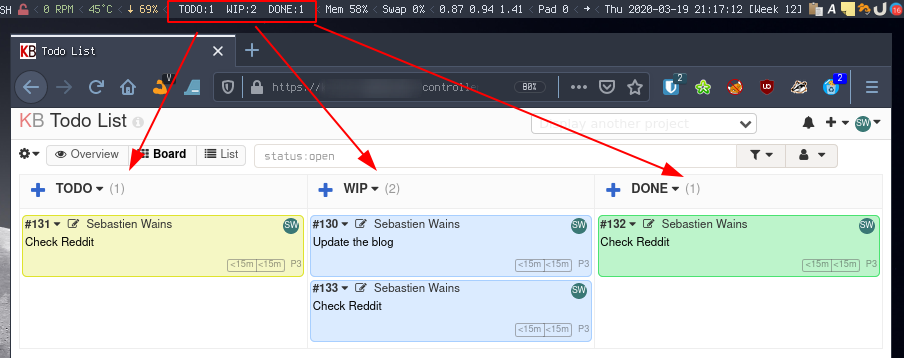 SH 0 RPM 45°C ↓ 69% TODO:1 WIP:2 DONE:1 Mem 58% Swap 0% 0.87 0.94 1.41 Pad 0 Thu 2020-03-19 21:17:12 [Week 12] A 16
KB Todo List
https:// controlle 80% 2 2
KB Todo List Display another project SW
Overview Board List status:open
TODO (1) WIP (2) DONE (1)
#131 Sebastien Wains SW
Check Reddit
<15m <15m P3
#130 Sebastien Wains SW
Update the blog
<15m <15m P3
#133 Sebastien Wains SW
Check Reddit
<15m <15m P3
#132 Sebastien Wains SW
Check Reddit
<15m <15m P3